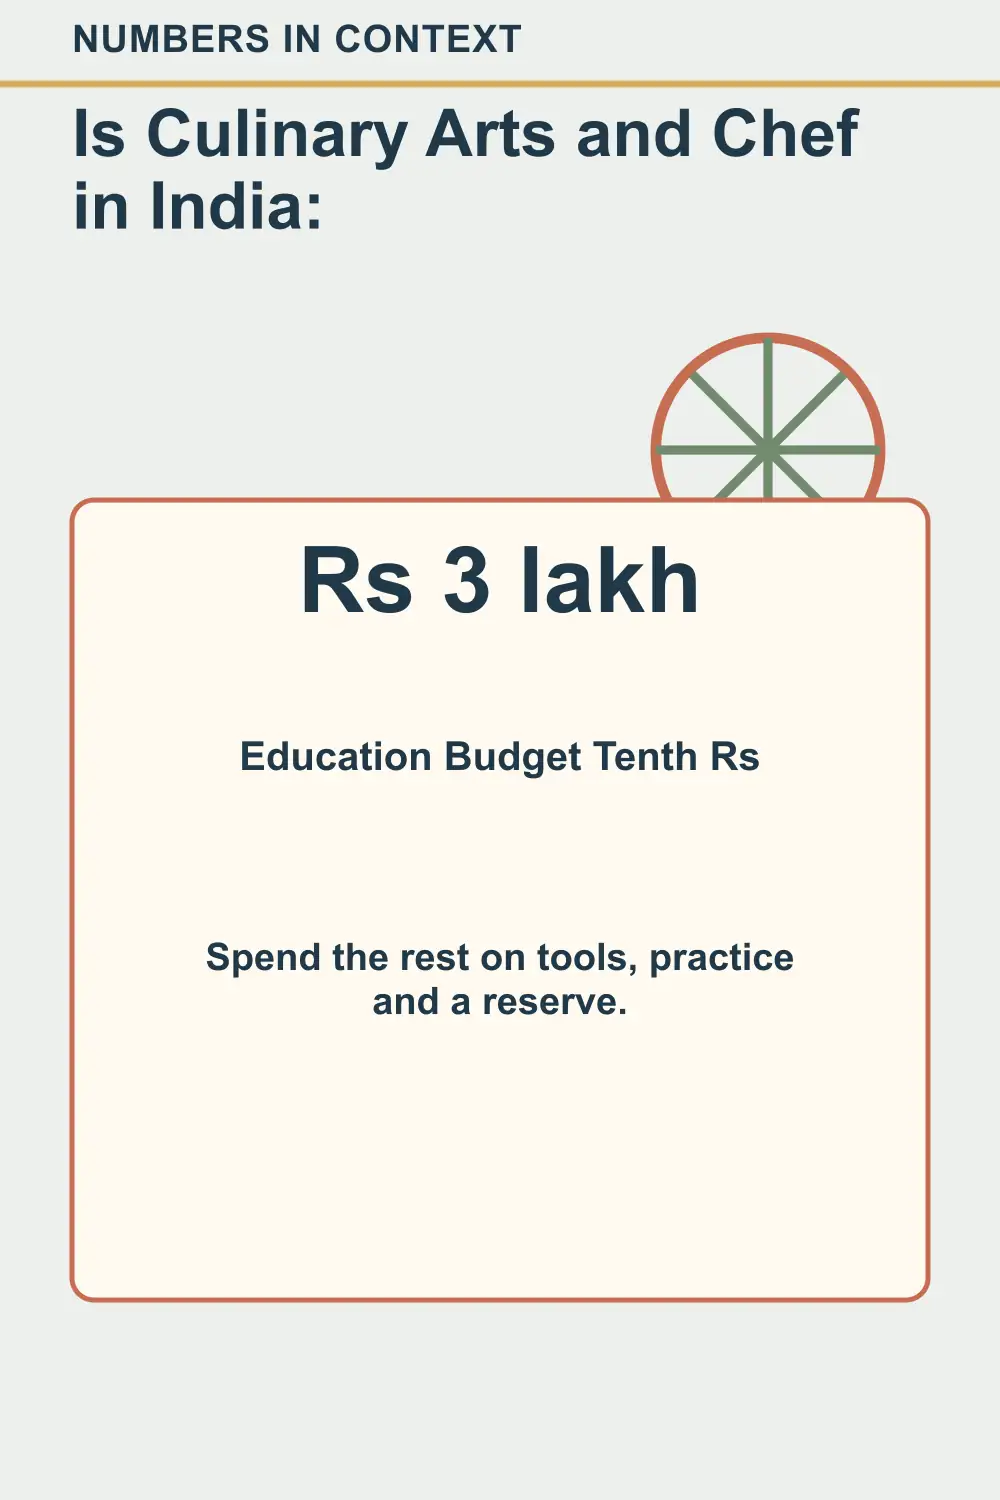 NUMBERS IN CONTEXT
Is Culinary Arts and Chef
in India:
Rs 3 lakh
Education Budget Tenth Rs
Spend the rest on tools, practice
and a reserve.